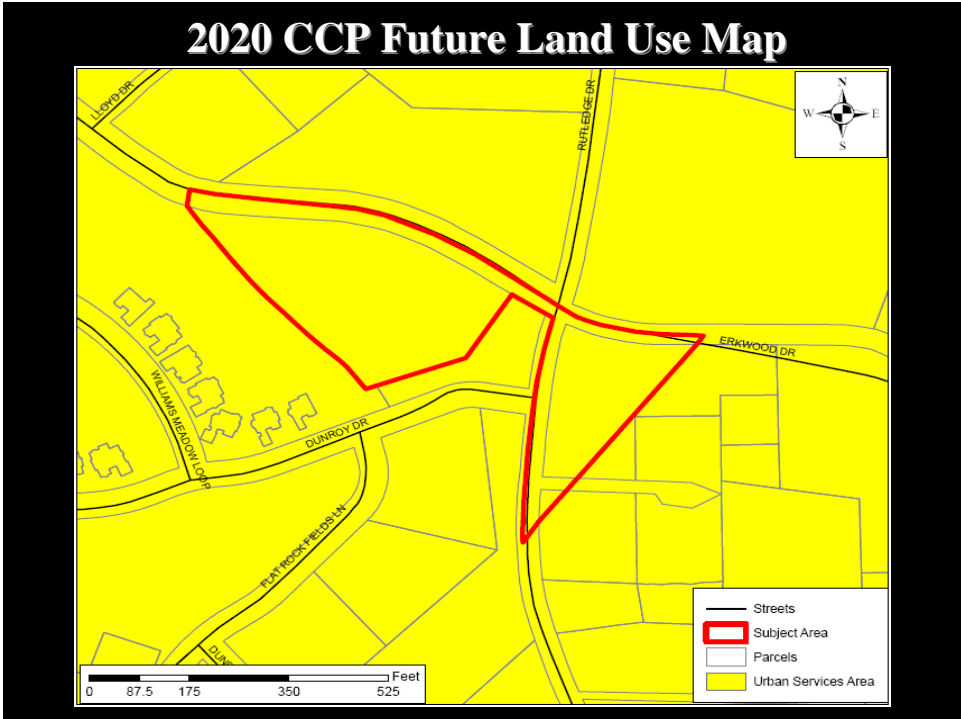 2020 CCP Future Land Use Map
LLOYD DR
RUTLEDGE DR
N
W E
S
ERKWOOD DR
WILLIAMS MEADOW LOOP
DUNROY DR
FLAT ROCK FIELDS LN
Streets
Subject Area
Parcels
Urban Services Area
Feet
0 87.5 175 350 525